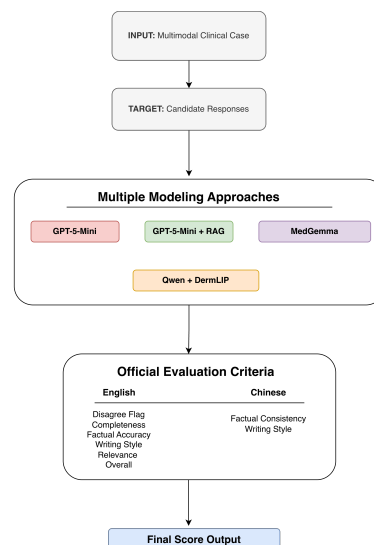 INPUT: Multimodal Clinical Case
TARGET: Candidate Responses
Multiple Modeling Approaches
GPT-5-Mini
GPT-5-Mini + RAG
MedGemma
Qwen + DermLIP
Official Evaluation Criteria
English
Disagree Flag
Completeness
Factual Accuracy
Writing Style
Relevance
Overall
Chinese
Factual Consistency
Writing Style
Final Score Output